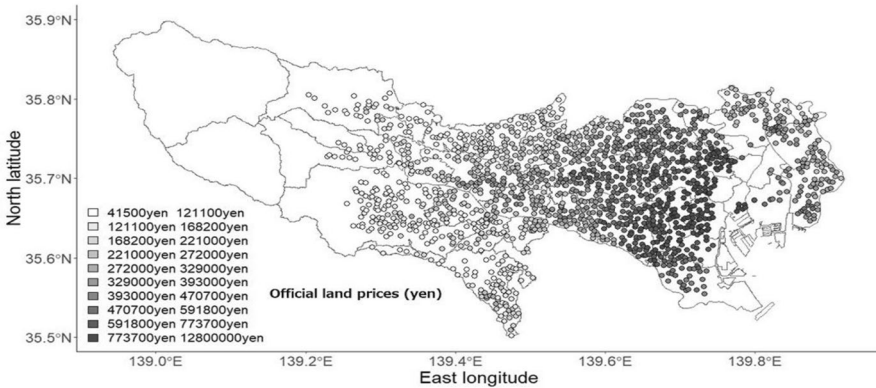 35.9°N
35.8°N
35.7°N
35.6°N
35.5°N
North latitude
41500yen 121100yen
121100yen 168200yen
168200yen 221000yen
221000yen 272000yen
272000yen 329000yen
329000yen 393000yen
393000yen 470700yen
470700yen 591800yen
591800yen 773700yen
773700yen 12800000yen
Official land prices (yen)
139.0°E 139.2°E 139.4°E 139.6°E 139.8°E
East longitude